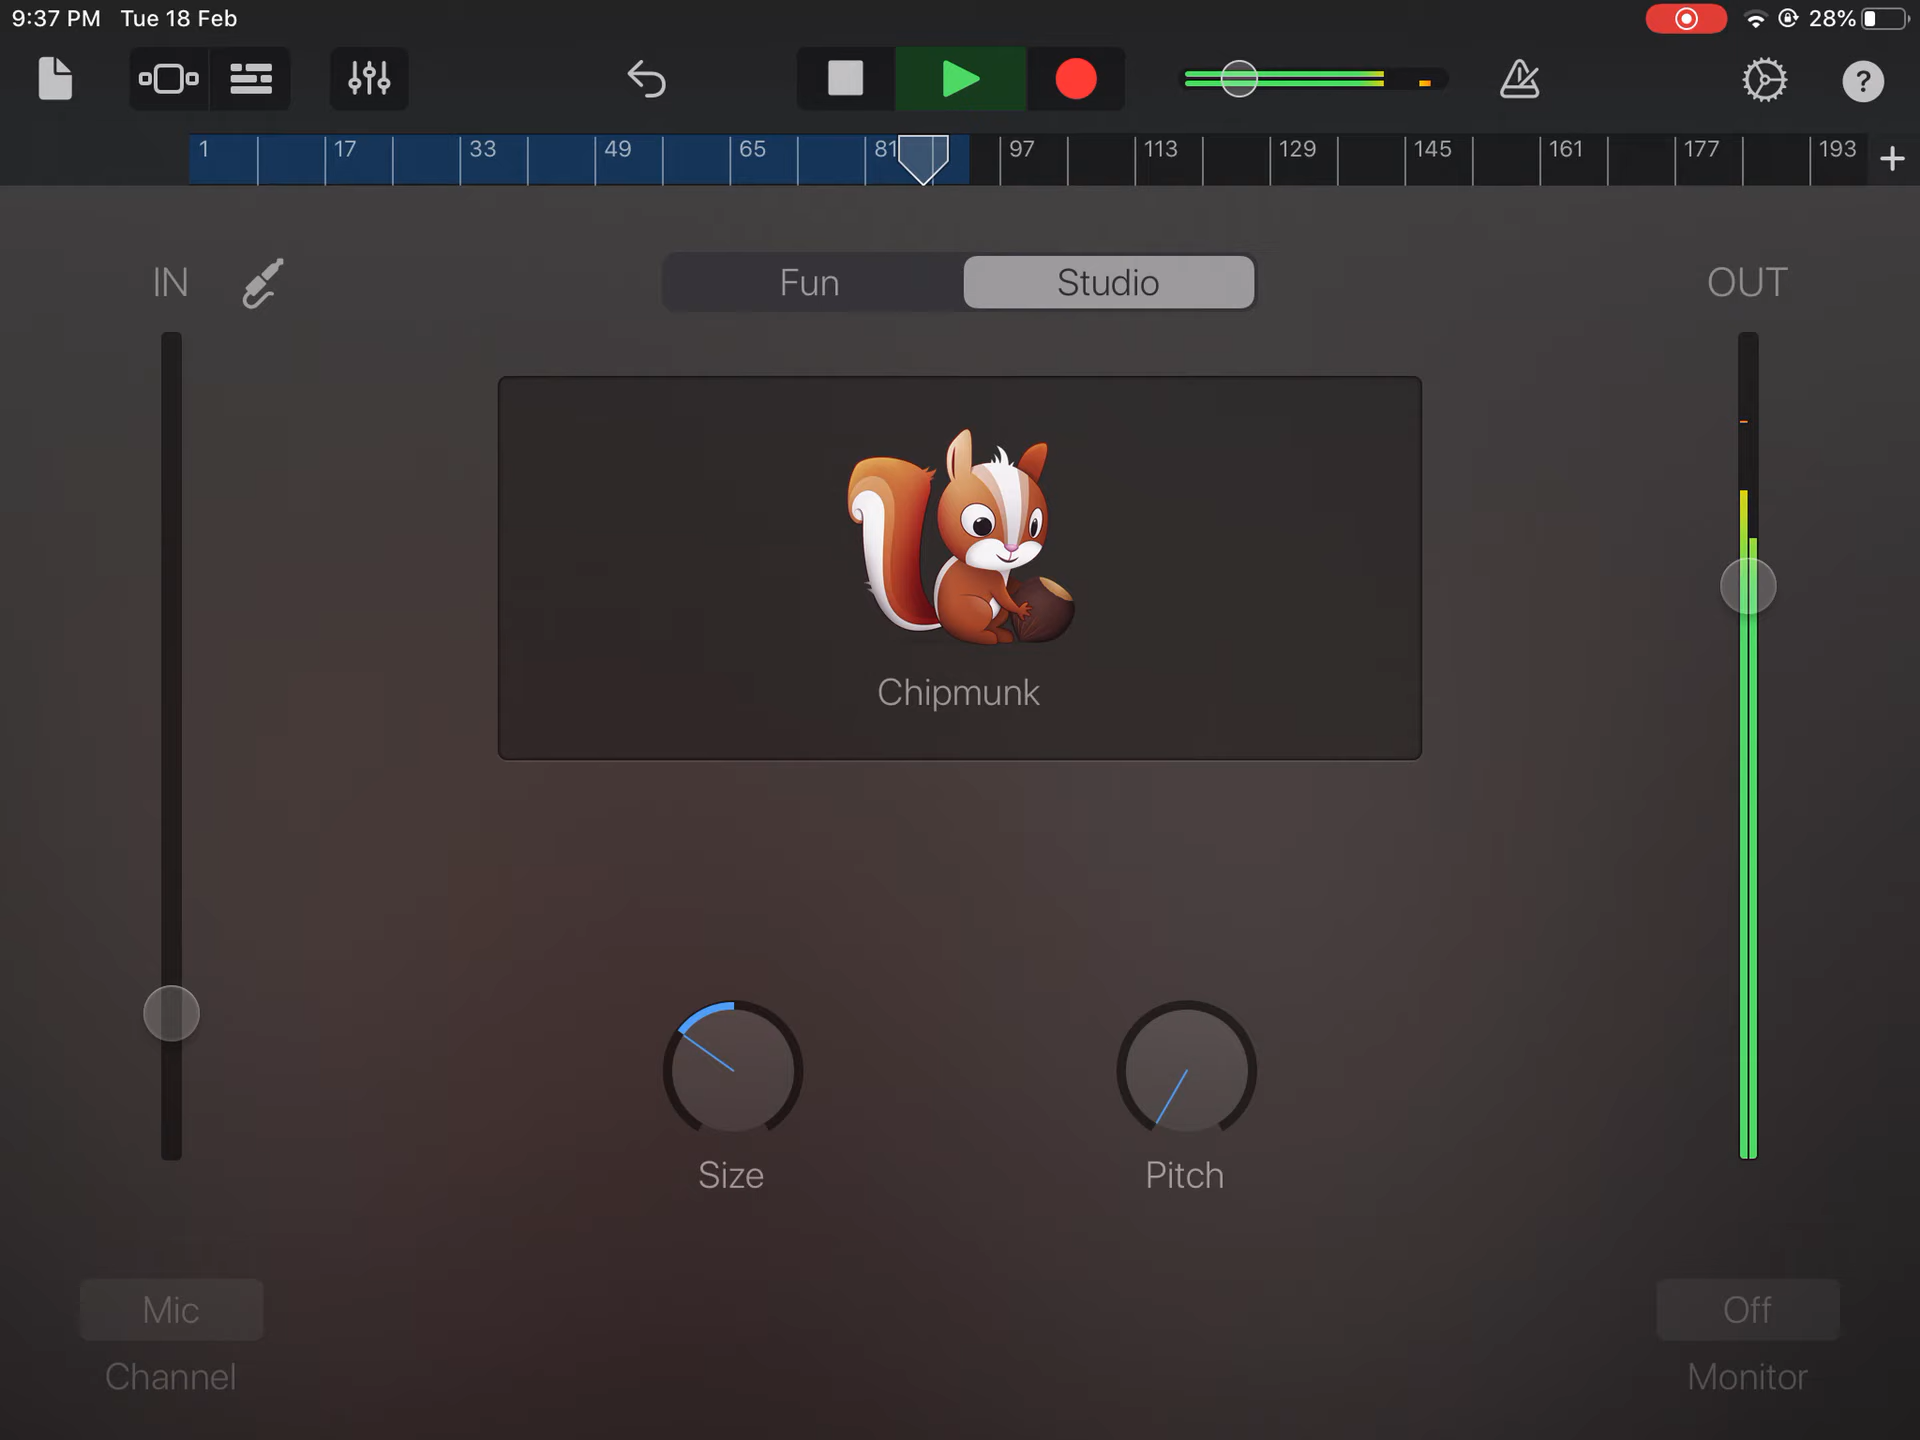 9:37 PM Tue 18 Feb 28%
?
1 17 33 49 65 81 97 113 129 145 161 177 193 +
IN Fun Studio OUT
Chipmunk
Size Pitch
Mic Off
Channel Monitor